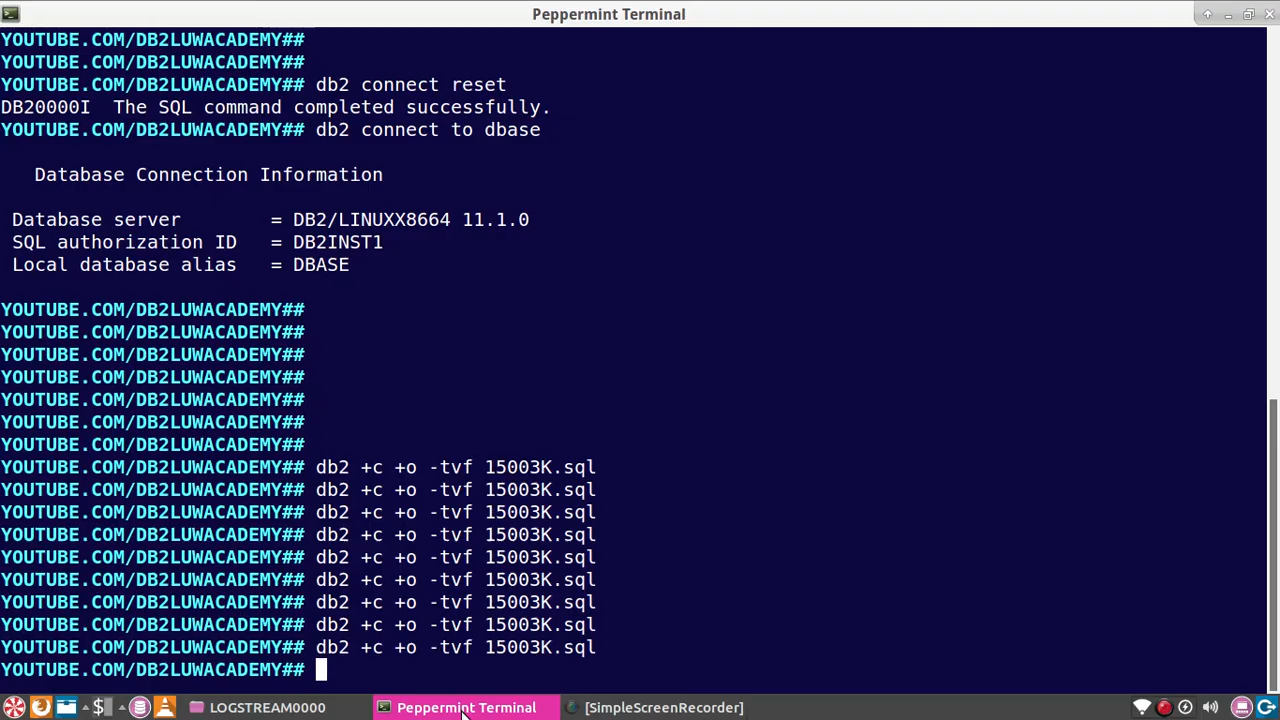 Peppermint Terminal
YOUTUBE.COM/DB2LUWACADEMY##
YOUTUBE.COM/DB2LUWACADEMY##
YOUTUBE.COM/DB2LUWACADEMY## db2 connect reset
DB20000I  The SQL command completed successfully.
YOUTUBE.COM/DB2LUWACADEMY## db2 connect to dbase
Database Connection Information
Database server        = DB2/LINUXX8664 11.1.0
SQL authorization ID   = DB2INST1
Local database alias   = DBASE
YOUTUBE.COM/DB2LUWACADEMY##
YOUTUBE.COM/DB2LUWACADEMY##
YOUTUBE.COM/DB2LUWACADEMY##
YOUTUBE.COM/DB2LUWACADEMY##
YOUTUBE.COM/DB2LUWACADEMY##
YOUTUBE.COM/DB2LUWACADEMY##
YOUTUBE.COM/DB2LUWACADEMY##
YOUTUBE.COM/DB2LUWACADEMY## db2 +c +o -tvf 15003K.sql
YOUTUBE.COM/DB2LUWACADEMY## db2 +c +o -tvf 15003K.sql
YOUTUBE.COM/DB2LUWACADEMY## db2 +c +o -tvf 15003K.sql
YOUTUBE.COM/DB2LUWACADEMY## db2 +c +o -tvf 15003K.sql
YOUTUBE.COM/DB2LUWACADEMY## db2 +c +o -tvf 15003K.sql
YOUTUBE.COM/DB2LUWACADEMY## db2 +c +o -tvf 15003K.sql
YOUTUBE.COM/DB2LUWACADEMY## db2 +c +o -tvf 15003K.sql
YOUTUBE.COM/DB2LUWACADEMY## db2 +c +o -tvf 15003K.sql
YOUTUBE.COM/DB2LUWACADEMY## db2 +c +o -tvf 15003K.sql
YOUTUBE.COM/DB2LUWACADEMY##
LOGSTREAM0000 Peppermint Terminal [SimpleScreenRecorder]